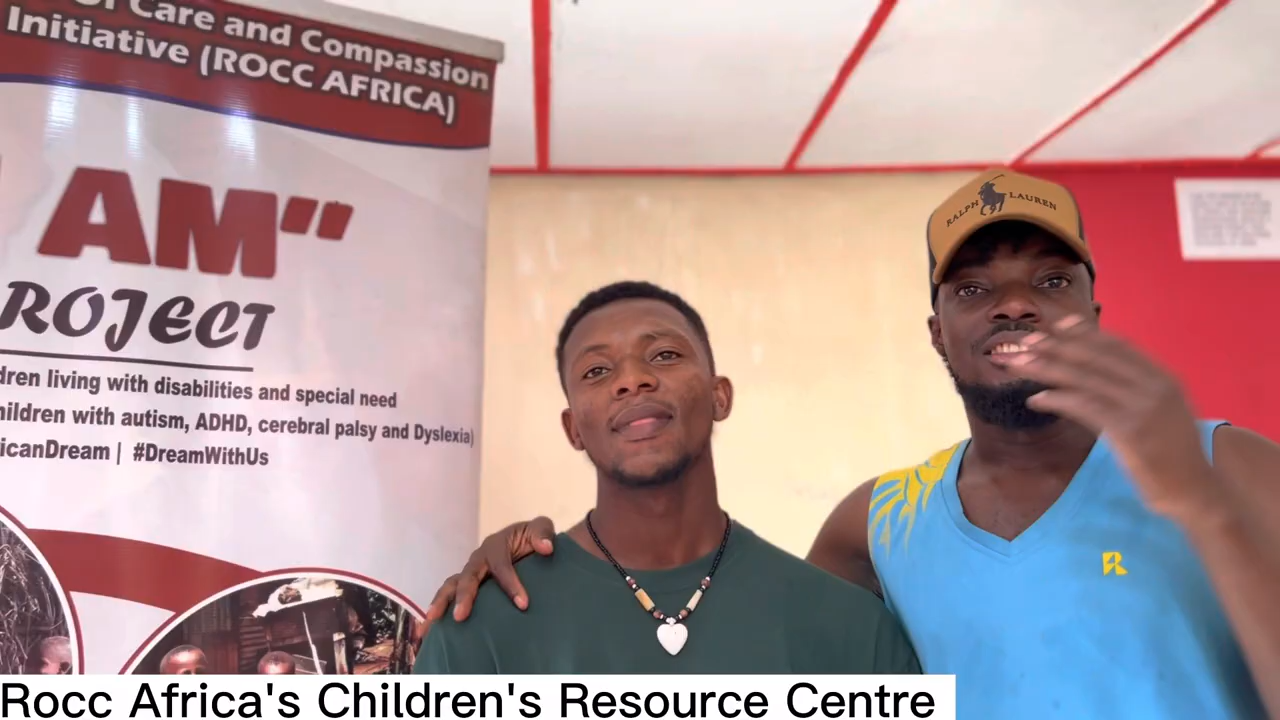 of Care and Compassion
Initiative (ROCC AFRICA)
AM"
ROJECT
dren living with disabilities and special need
hildren with autism, ADHD, cerebral palsy and Dyslexia)
icanDream | #DreamWithUs
RALPH LAUREN
R
Rocc Africa's Children's Resource Centre